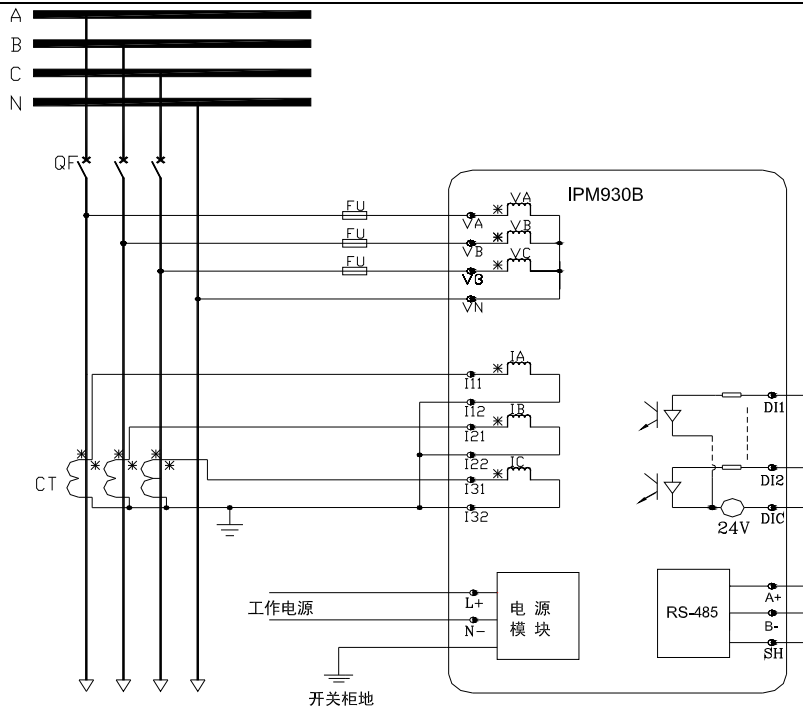 A
B
C
N
QF
IPM930B
FU
VA
VA
FU
VB
VB
FU
VC
VB
VN
IA
I11
I12
IB
I21
I22
IC
I31
I32
CT
DI1
DI2
24V
DIC
工作电源
L+
N-
电 源
模 块
RS-485
A+
B-
SH
开关柜地